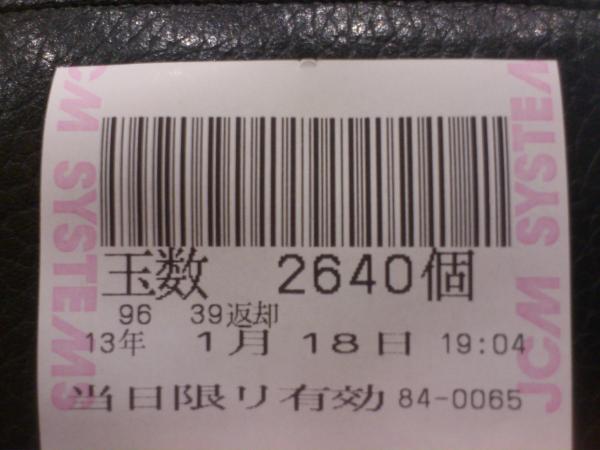 JCM SYSTEMS
JCM SYSTEM
玉数 2640個
96 39返却
13年 1月 18日 19:04
当日限り有効 84-0065